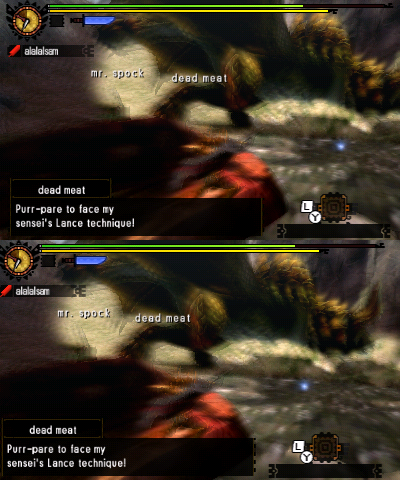 alalalsam
mr. spock
dead meat
dead meat
Purr-pare to face my
sensei's Lance technique!
L
Y
alalalsam
mr. spock
dead meat
dead meat
Purr-pare to face my
sensei's Lance technique!
L
Y